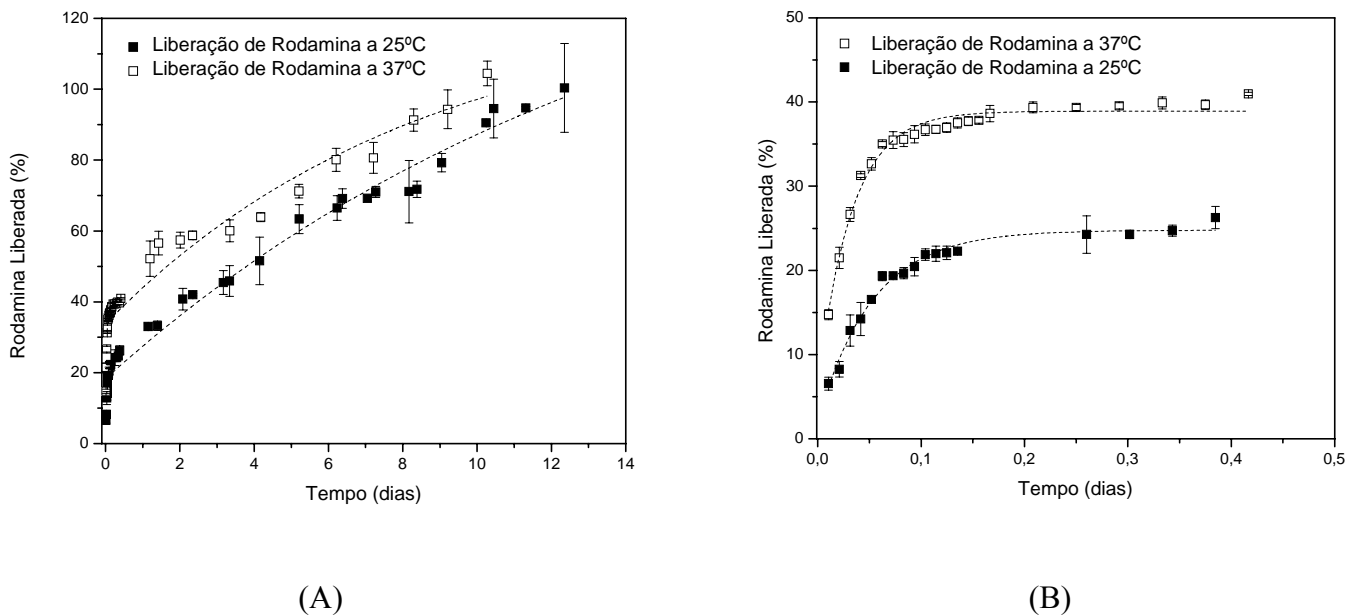 120
100
80
60
40
20
0
Rodamina Liberada (%)
Liberação de Rodamina a 25ºC
Liberação de Rodamina a 37ºC
0 2 4 6 8 10 12 14
Tempo (dias)
(A)
50
40
30
20
10
0
Rodamina Liberada (%)
Liberação de Rodamina a 37ºC
Liberação de Rodamina a 25ºC
0,0 0,1 0,2 0,3 0,4 0,5
Tempo (dias)
(B)